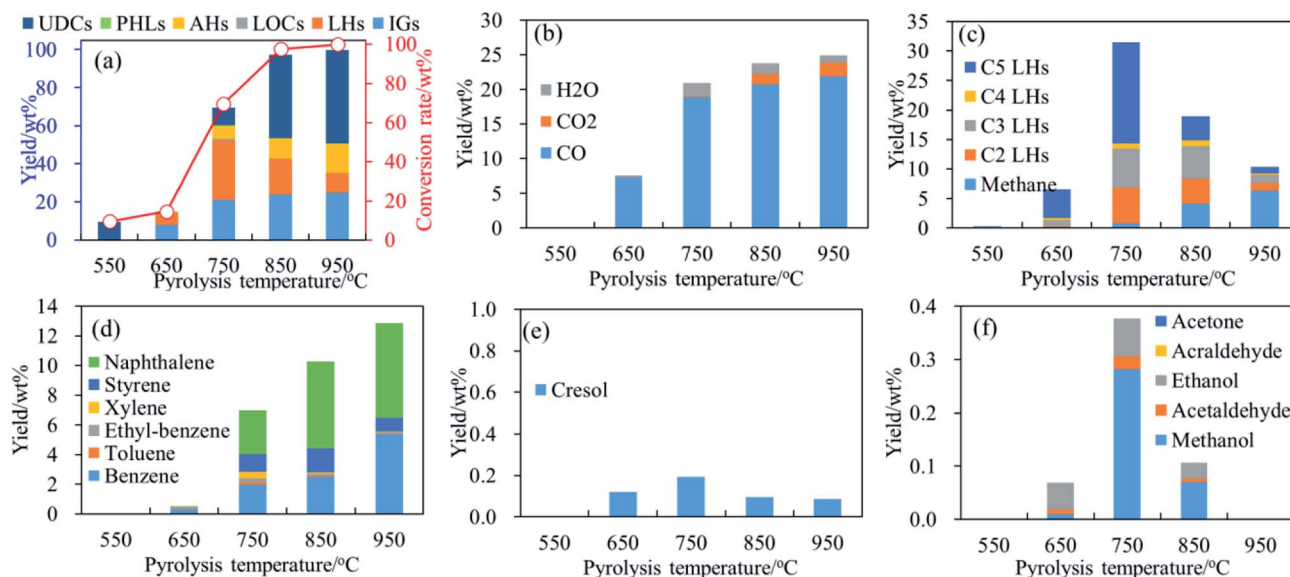 UDCs PHLs AHs LOCs LHs IGs
(a)
Yield/wt%
100
80
60
40
20
0
100
80
60
40
20
0
Conversion rate/wt%
550 650 750 850 950
Pyrolysis temperature/°C
(b)
Yield/wt%
30
25
20
15
10
5
0
H2O
CO2
CO
550 650 750 850 950
Pyrolysis temperature/°C
(c)
Yield/wt%
35
30
25
20
15
10
5
0
C5 LHs
C4 LHs
C3 LHs
C2 LHs
Methane
550 650 750 850 950
Pyrolysis temperature/°C
(d)
Yield/wt%
14
12
10
8
6
4
2
0
Naphthalene
Styrene
Xylene
Ethyl-benzene
Toluene
Benzene
550 650 750 850 950
Pyrolysis temperature/°C
(e)
Yield/wt%
1.0
0.8
0.6
0.4
0.2
0.0
Cresol
550 650 750 850 950
Pyrolysis temperature/°C
(f)
Yield/wt%
0.4
0.3
0.2
0.1
0.0
Acetone
Acraldehyde
Ethanol
Acetaldehyde
Methanol
550 650 750 850 950
Pyrolysis temperature/°C